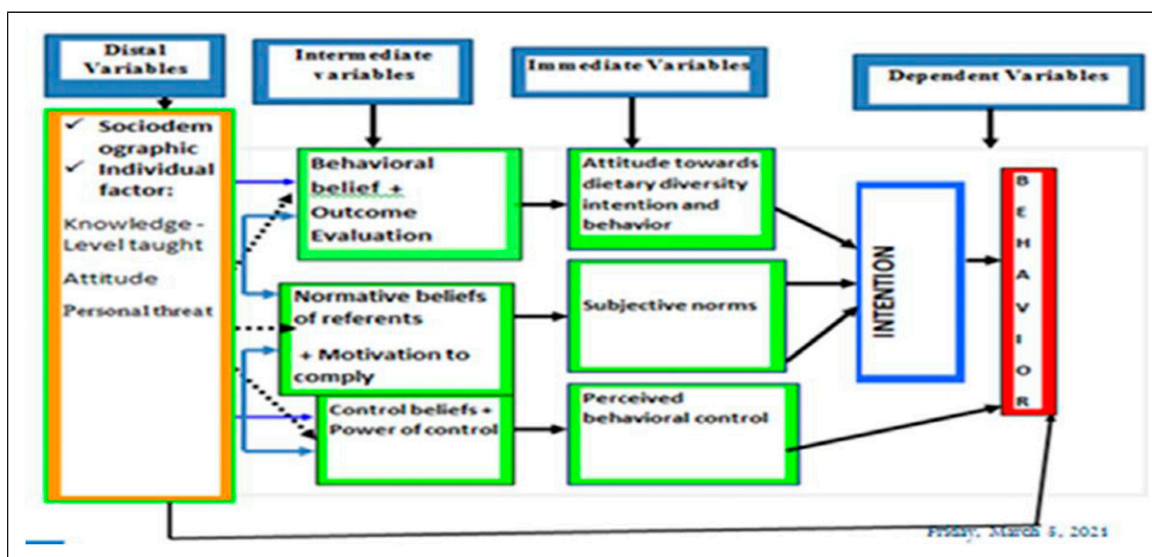 Distal
Variables
Intermediate
variables
Immediate Variables
Dependent Variables
✓ Sociodem
ographic
✓ Individual
factor:
Knowledge -
Level taught
Attitude
Personal threat
Behavioral
belief +
Outcome
Evaluation
Normative beliefs
of referents
+ Motivation to
comply
Control beliefs +
Power of control
Attitude towards
dietary diversity
intention and
behavior
Subjective norms
Perceived
behavioral control
INTENTION
BEHAVIOR
Friday, March 5, 2021